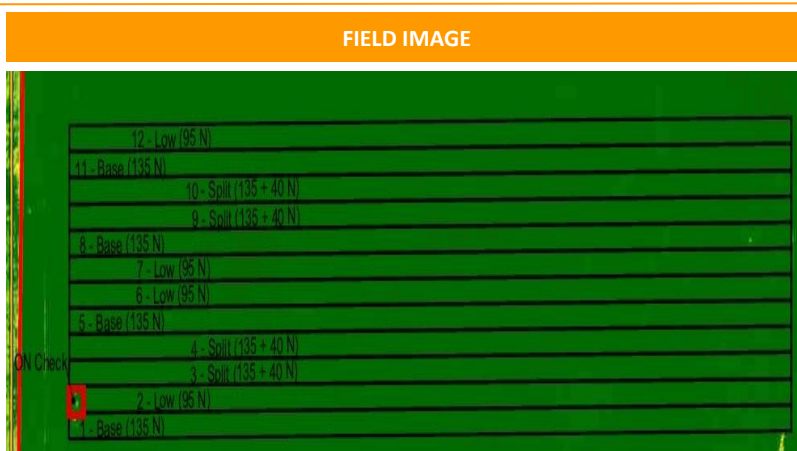 FIELD IMAGE
12 - Low (95 N)
11 - Base (135 N)
10 - Split (135 + 40 N)
9 - Split (135 + 40 N)
8 - Base (135 N)
7 - Low (95 N)
6 - Low (95 N)
5 - Base (135 N)
4 - Split (135 + 40 N)
ON Check
3 - Split (135 + 40 N)
2 - Low (95 N)
1 - Base (135 N)